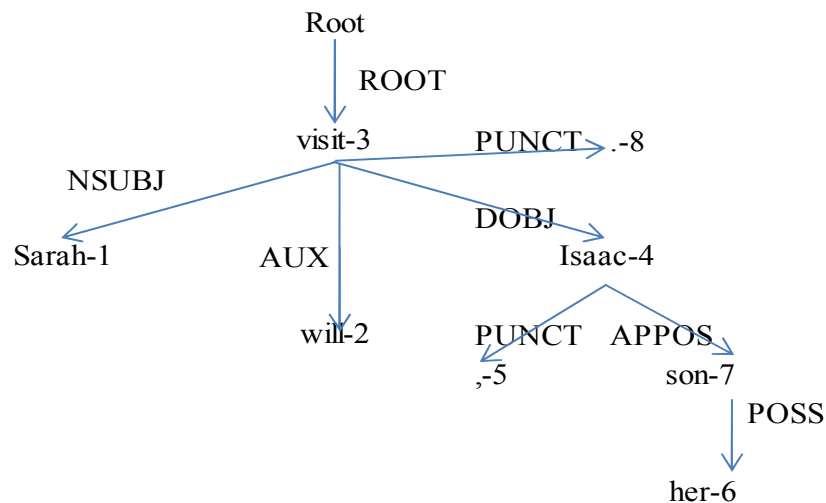 Root
ROOT
visit-3 PUNCT .-8
NSUBJ
DOBJ
Sarah-1 AUX Isaac-4
will-2 PUNCT APPOS
,-5 son-7
POSS
her-6